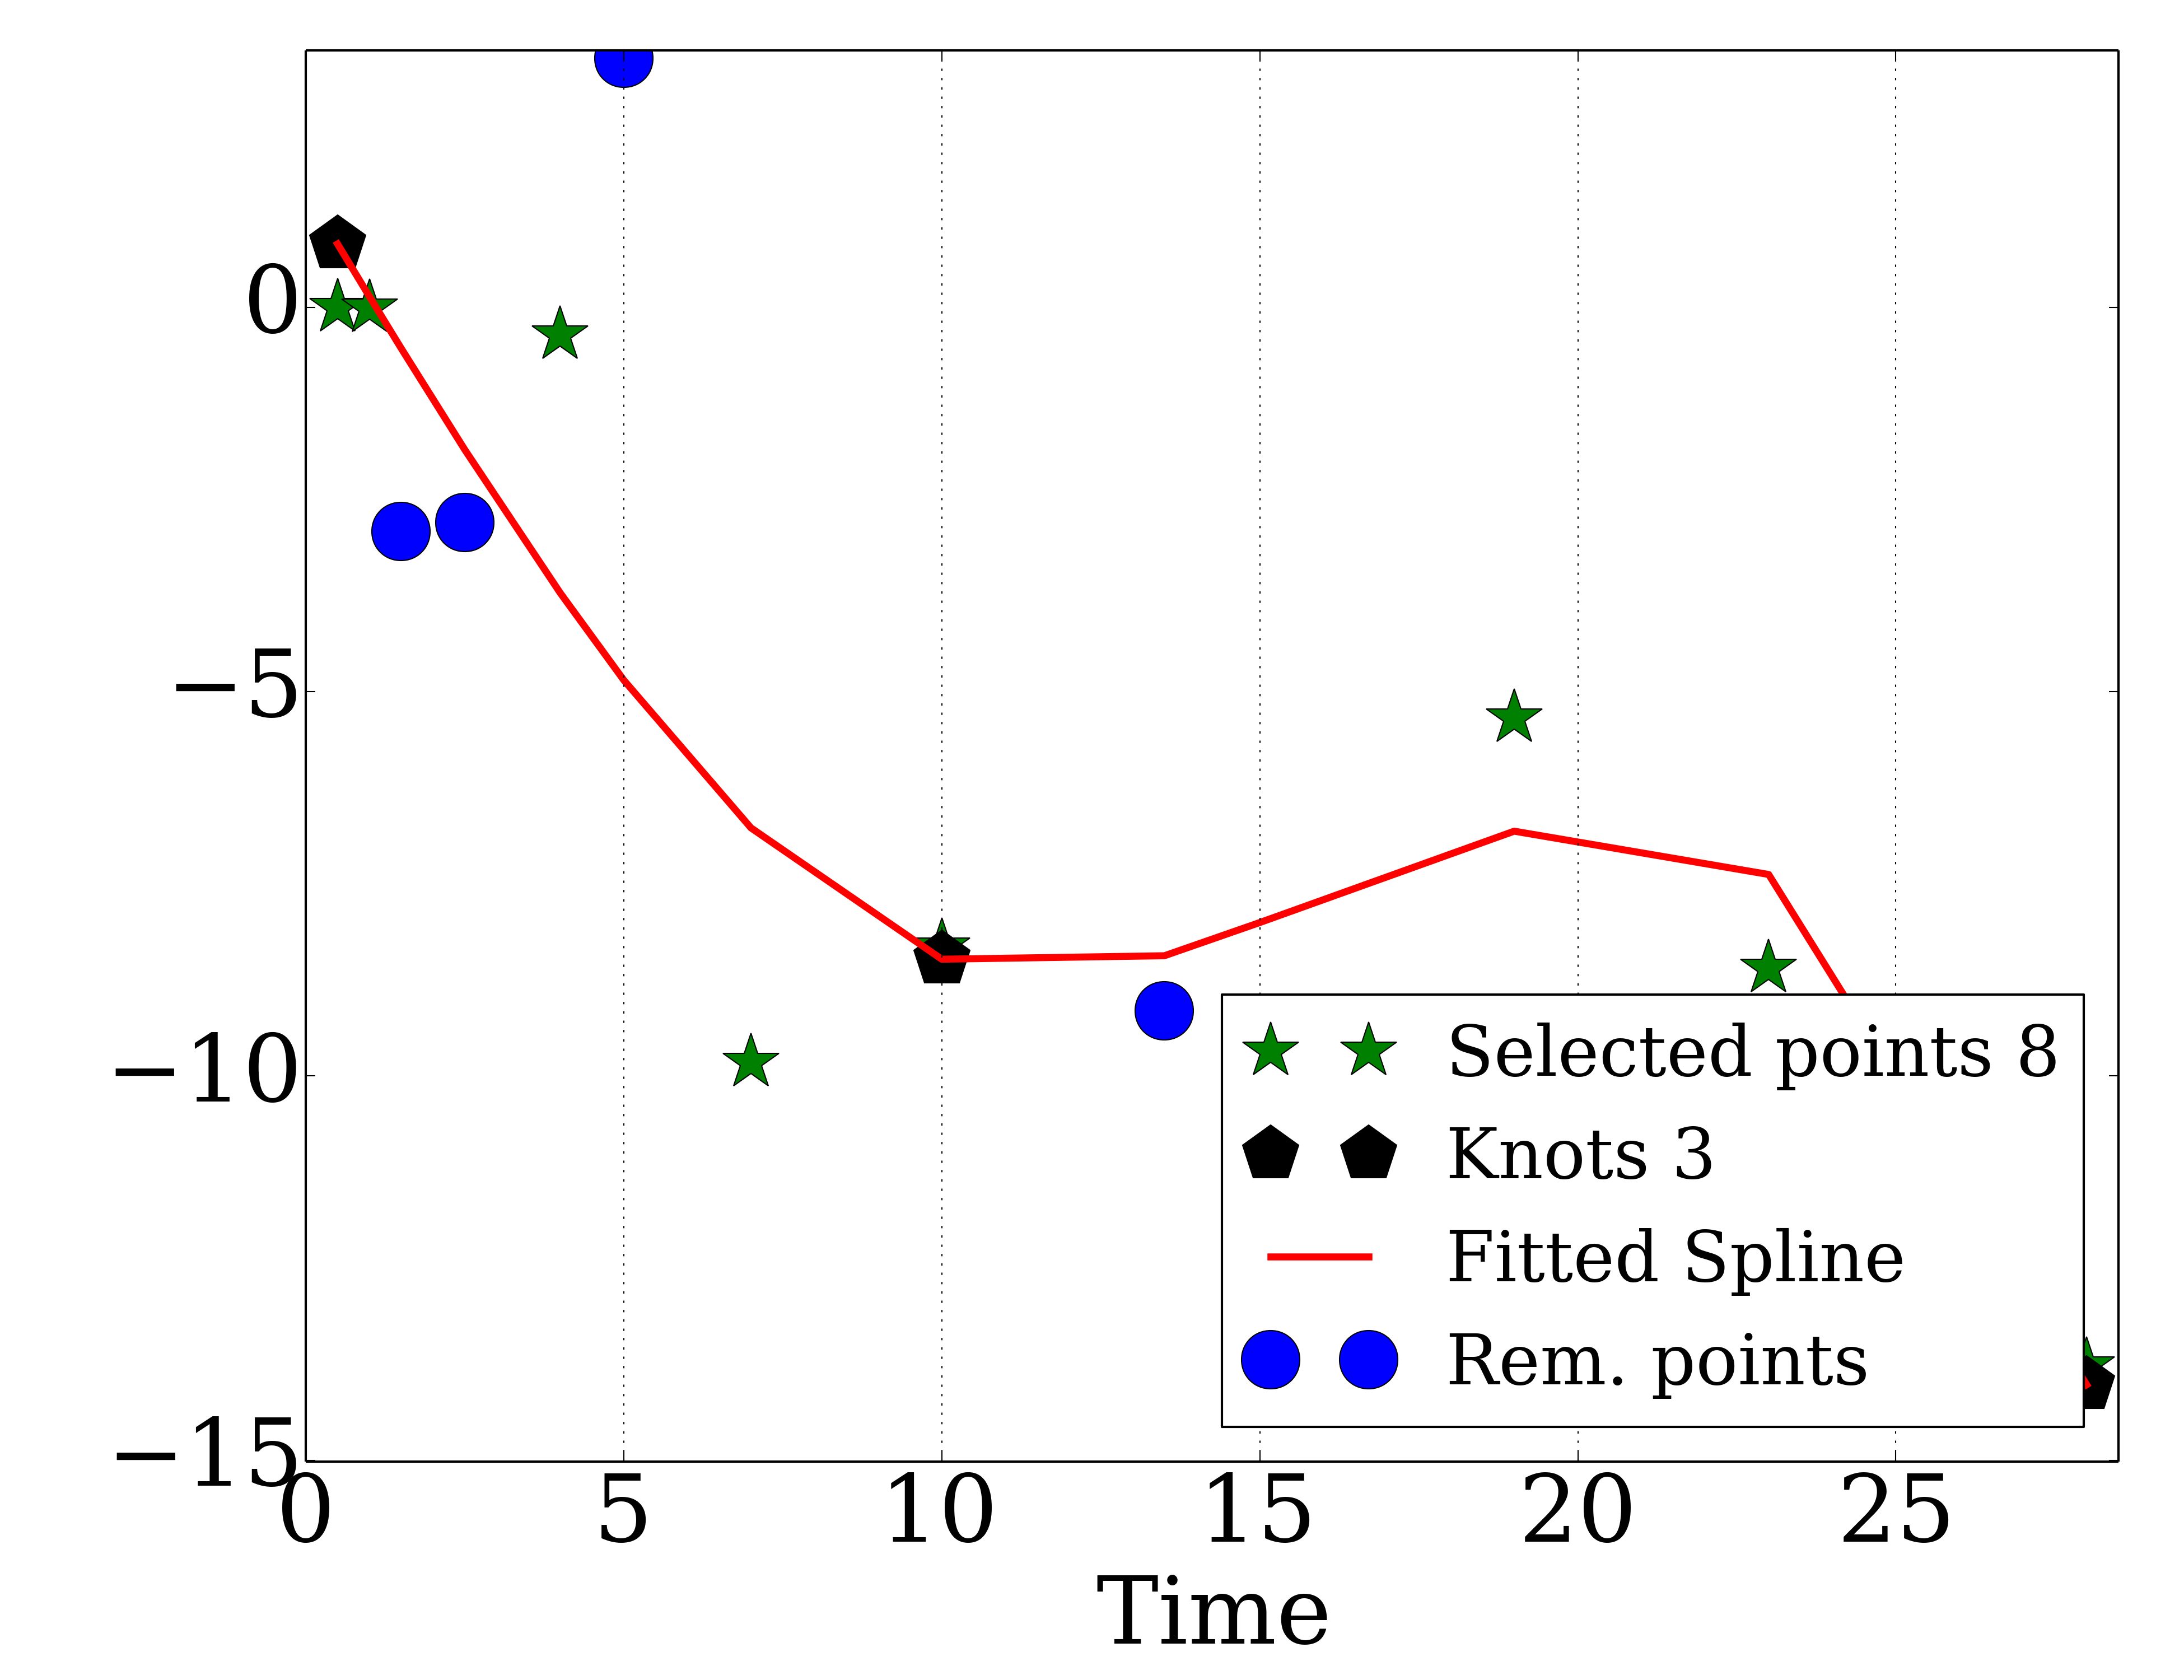 0
−5
−10
−15
0 5 10 15 20 25
Time
Selected points 8
Knots 3
Fitted Spline
Rem. points